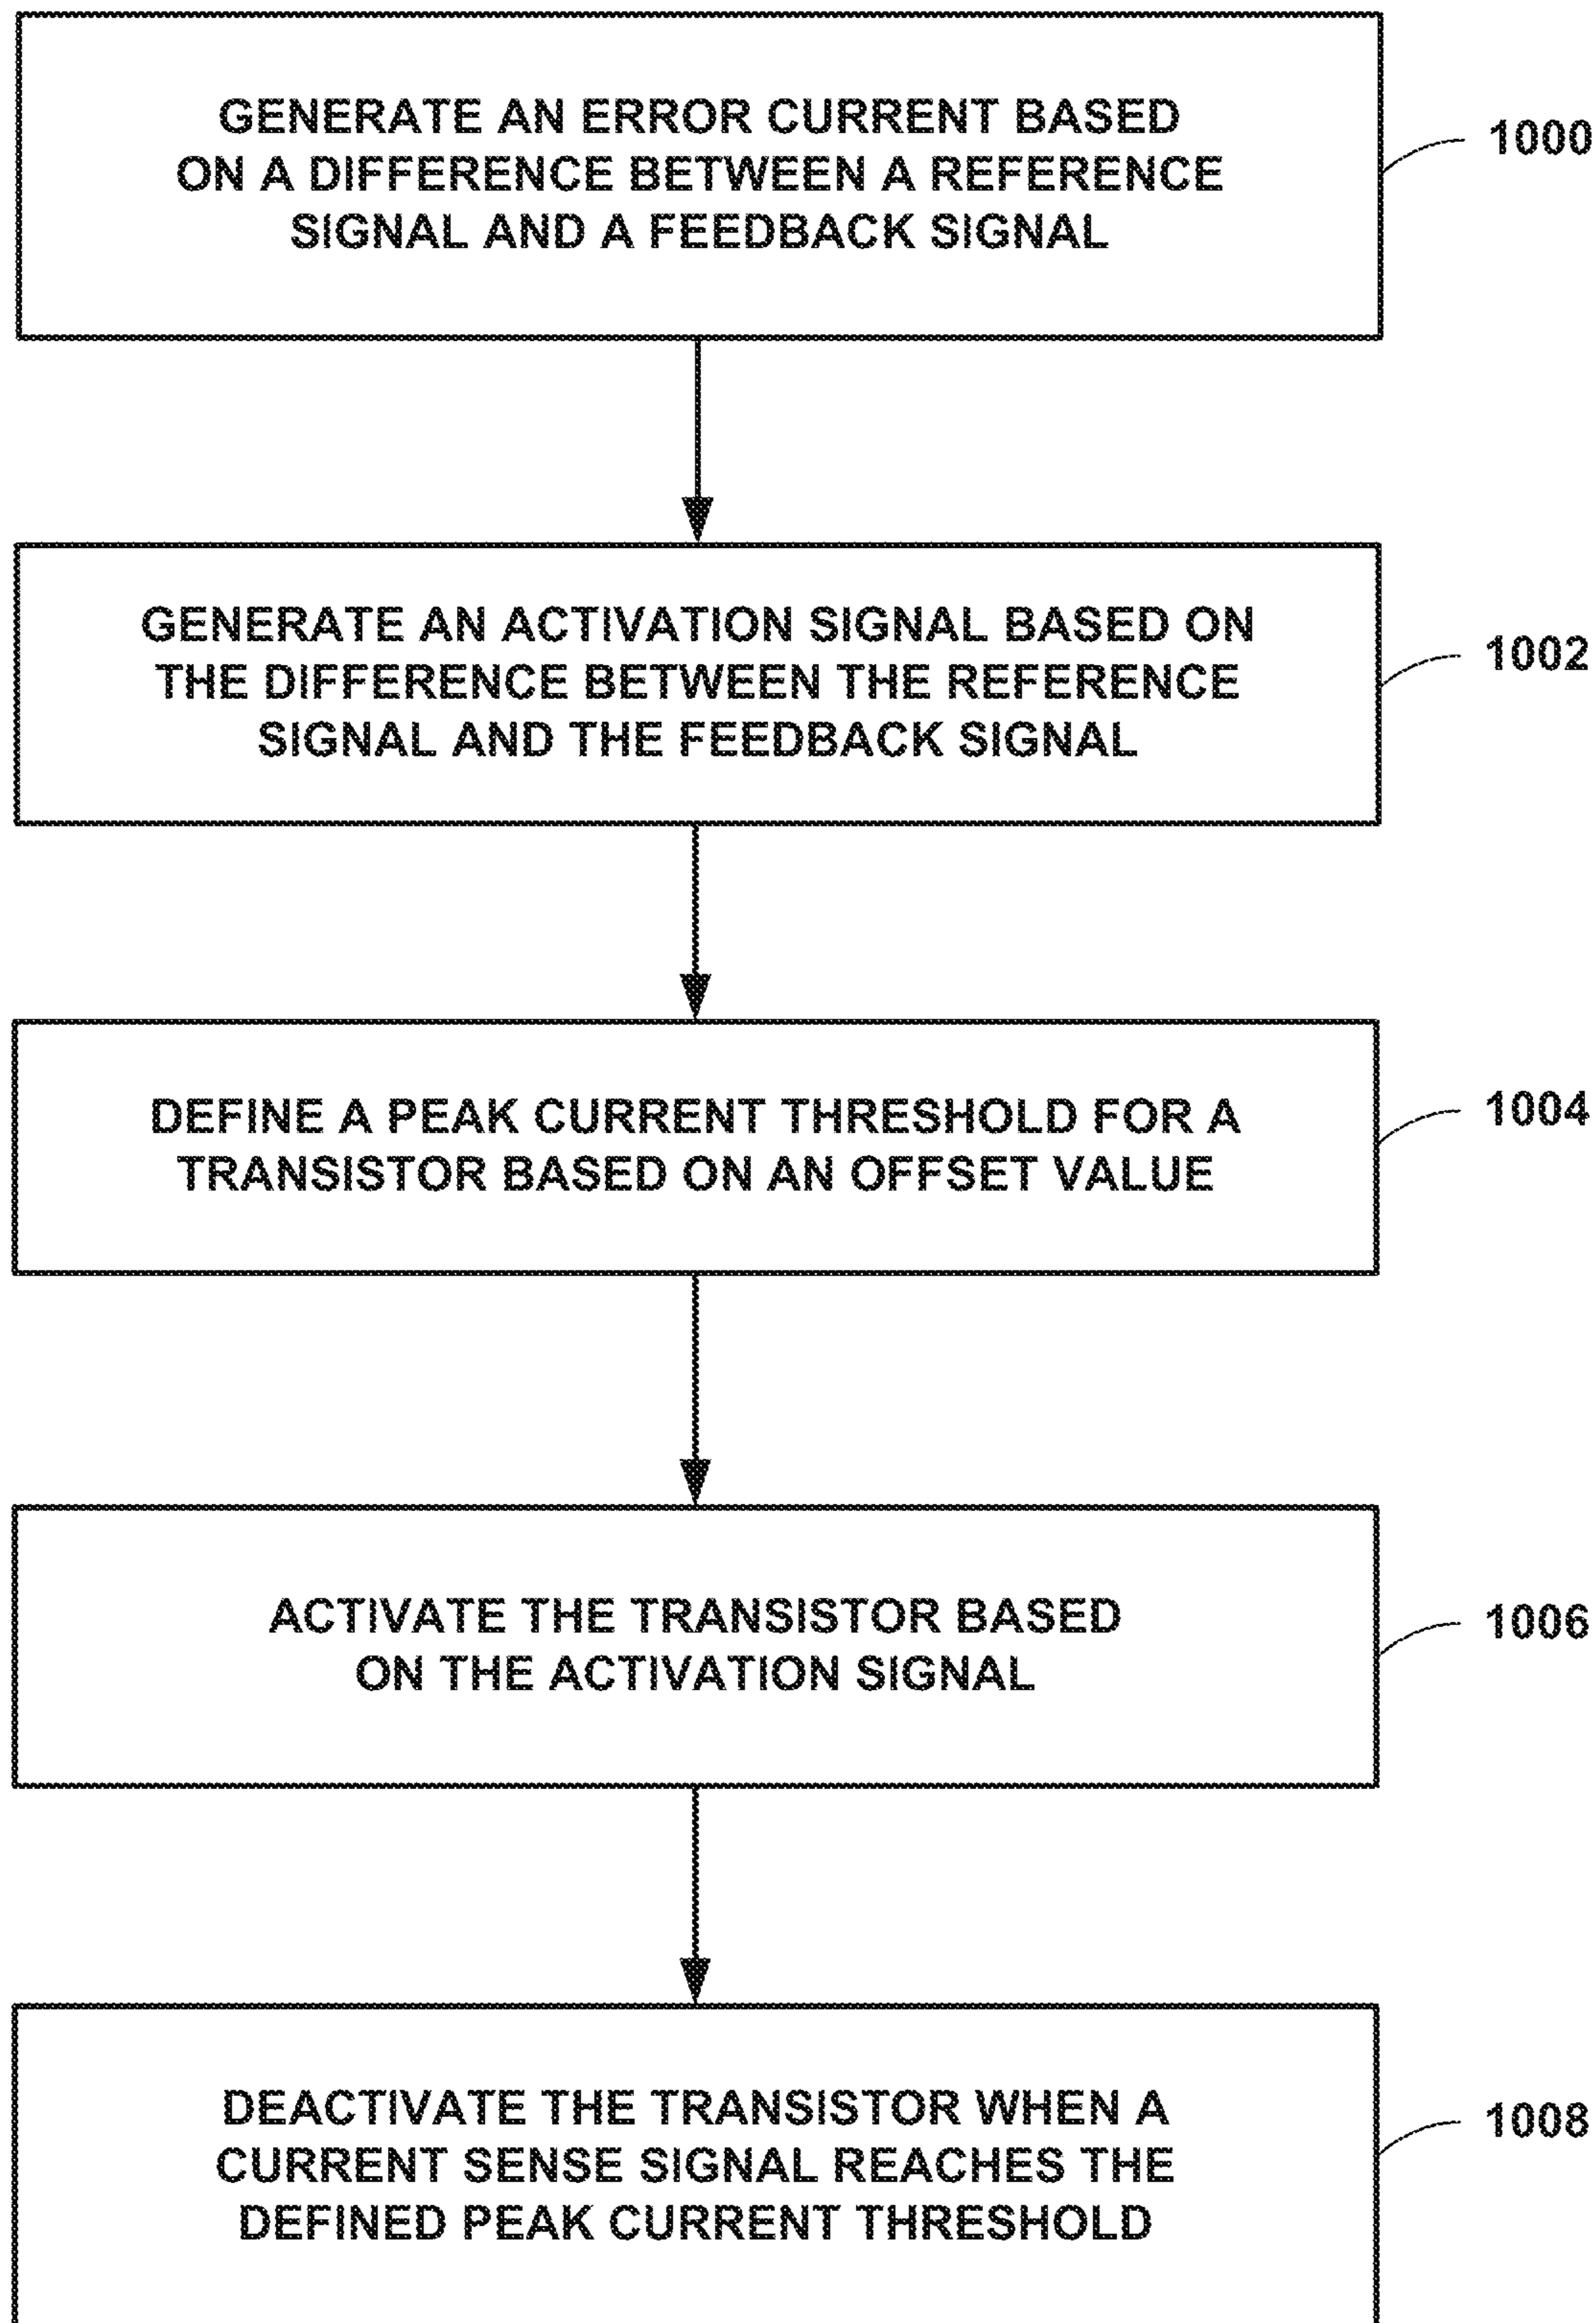 GENERATE AN ERROR CURRENT BASED
ON A DIFFERENCE BETWEEN A REFERENCE
SIGNAL AND A FEEDBACK SIGNAL
1000
GENERATE AN ACTIVATION SIGNAL BASED ON
THE DIFFERENCE BETWEEN THE REFERENCE
SIGNAL AND THE FEEDBACK SIGNAL
1002
DEFINE A PEAK CURRENT THRESHOLD FOR A
TRANSISTOR BASED ON AN OFFSET VALUE
1004
ACTIVATE THE TRANSISTOR BASED
ON THE ACTIVATION SIGNAL
1006
DEACTIVATE THE TRANSISTOR WHEN A
CURRENT SENSE SIGNAL REACHES THE
DEFINED PEAK CURRENT THRESHOLD
1008